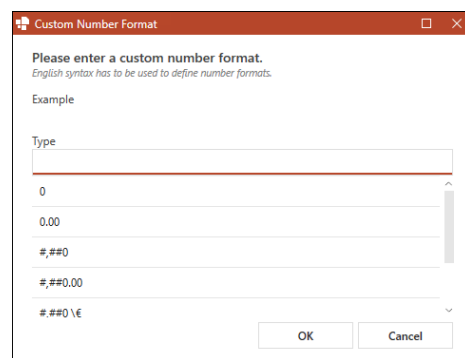 Custom Number Format
Please enter a custom number format.
English syntax has to be used to define number formats.
Example
Type
0
0.00
#,##0
#,##0.00
#,##0 \€
OK Cancel